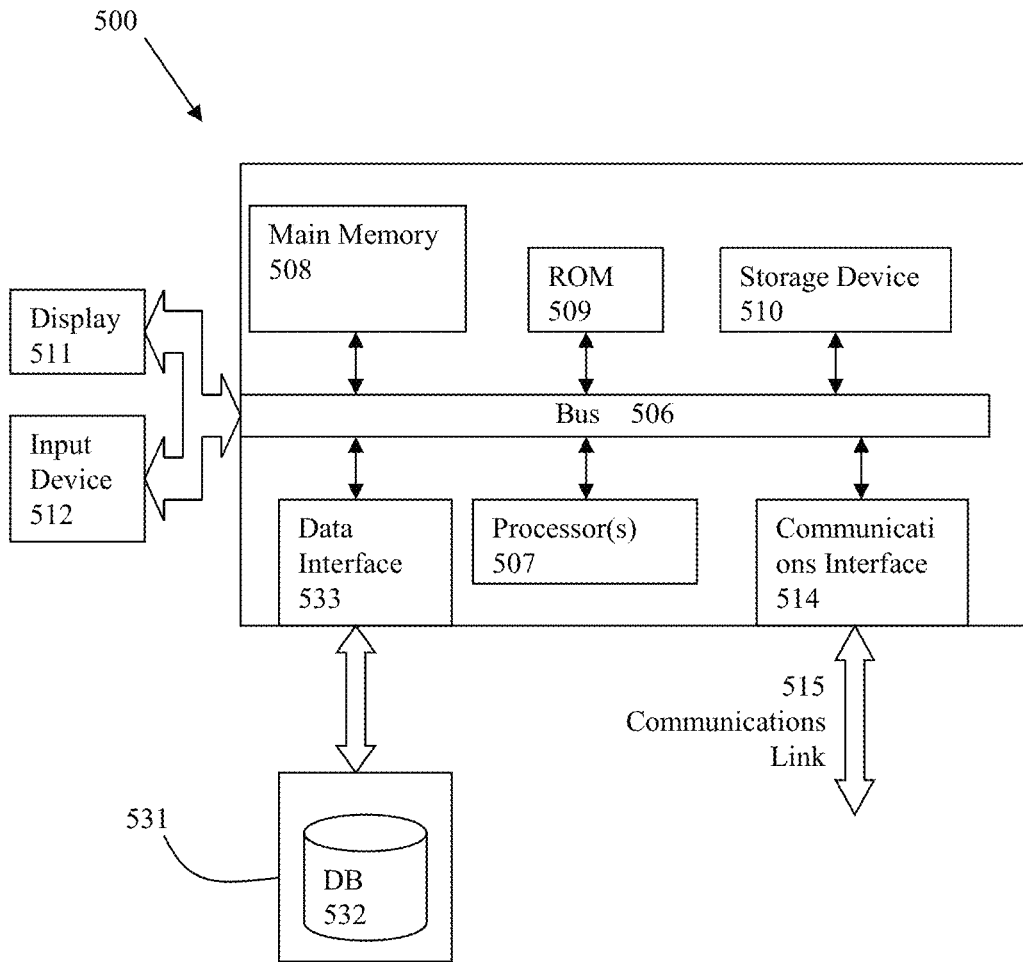 500
Main Memory
508
ROM
509
Storage Device
510
Display
511
Bus 506
Input
Device
512
Data
Interface
533
Processor(s)
507
Communicati
ons Interface
514
515
Communications
Link
531
DB
532